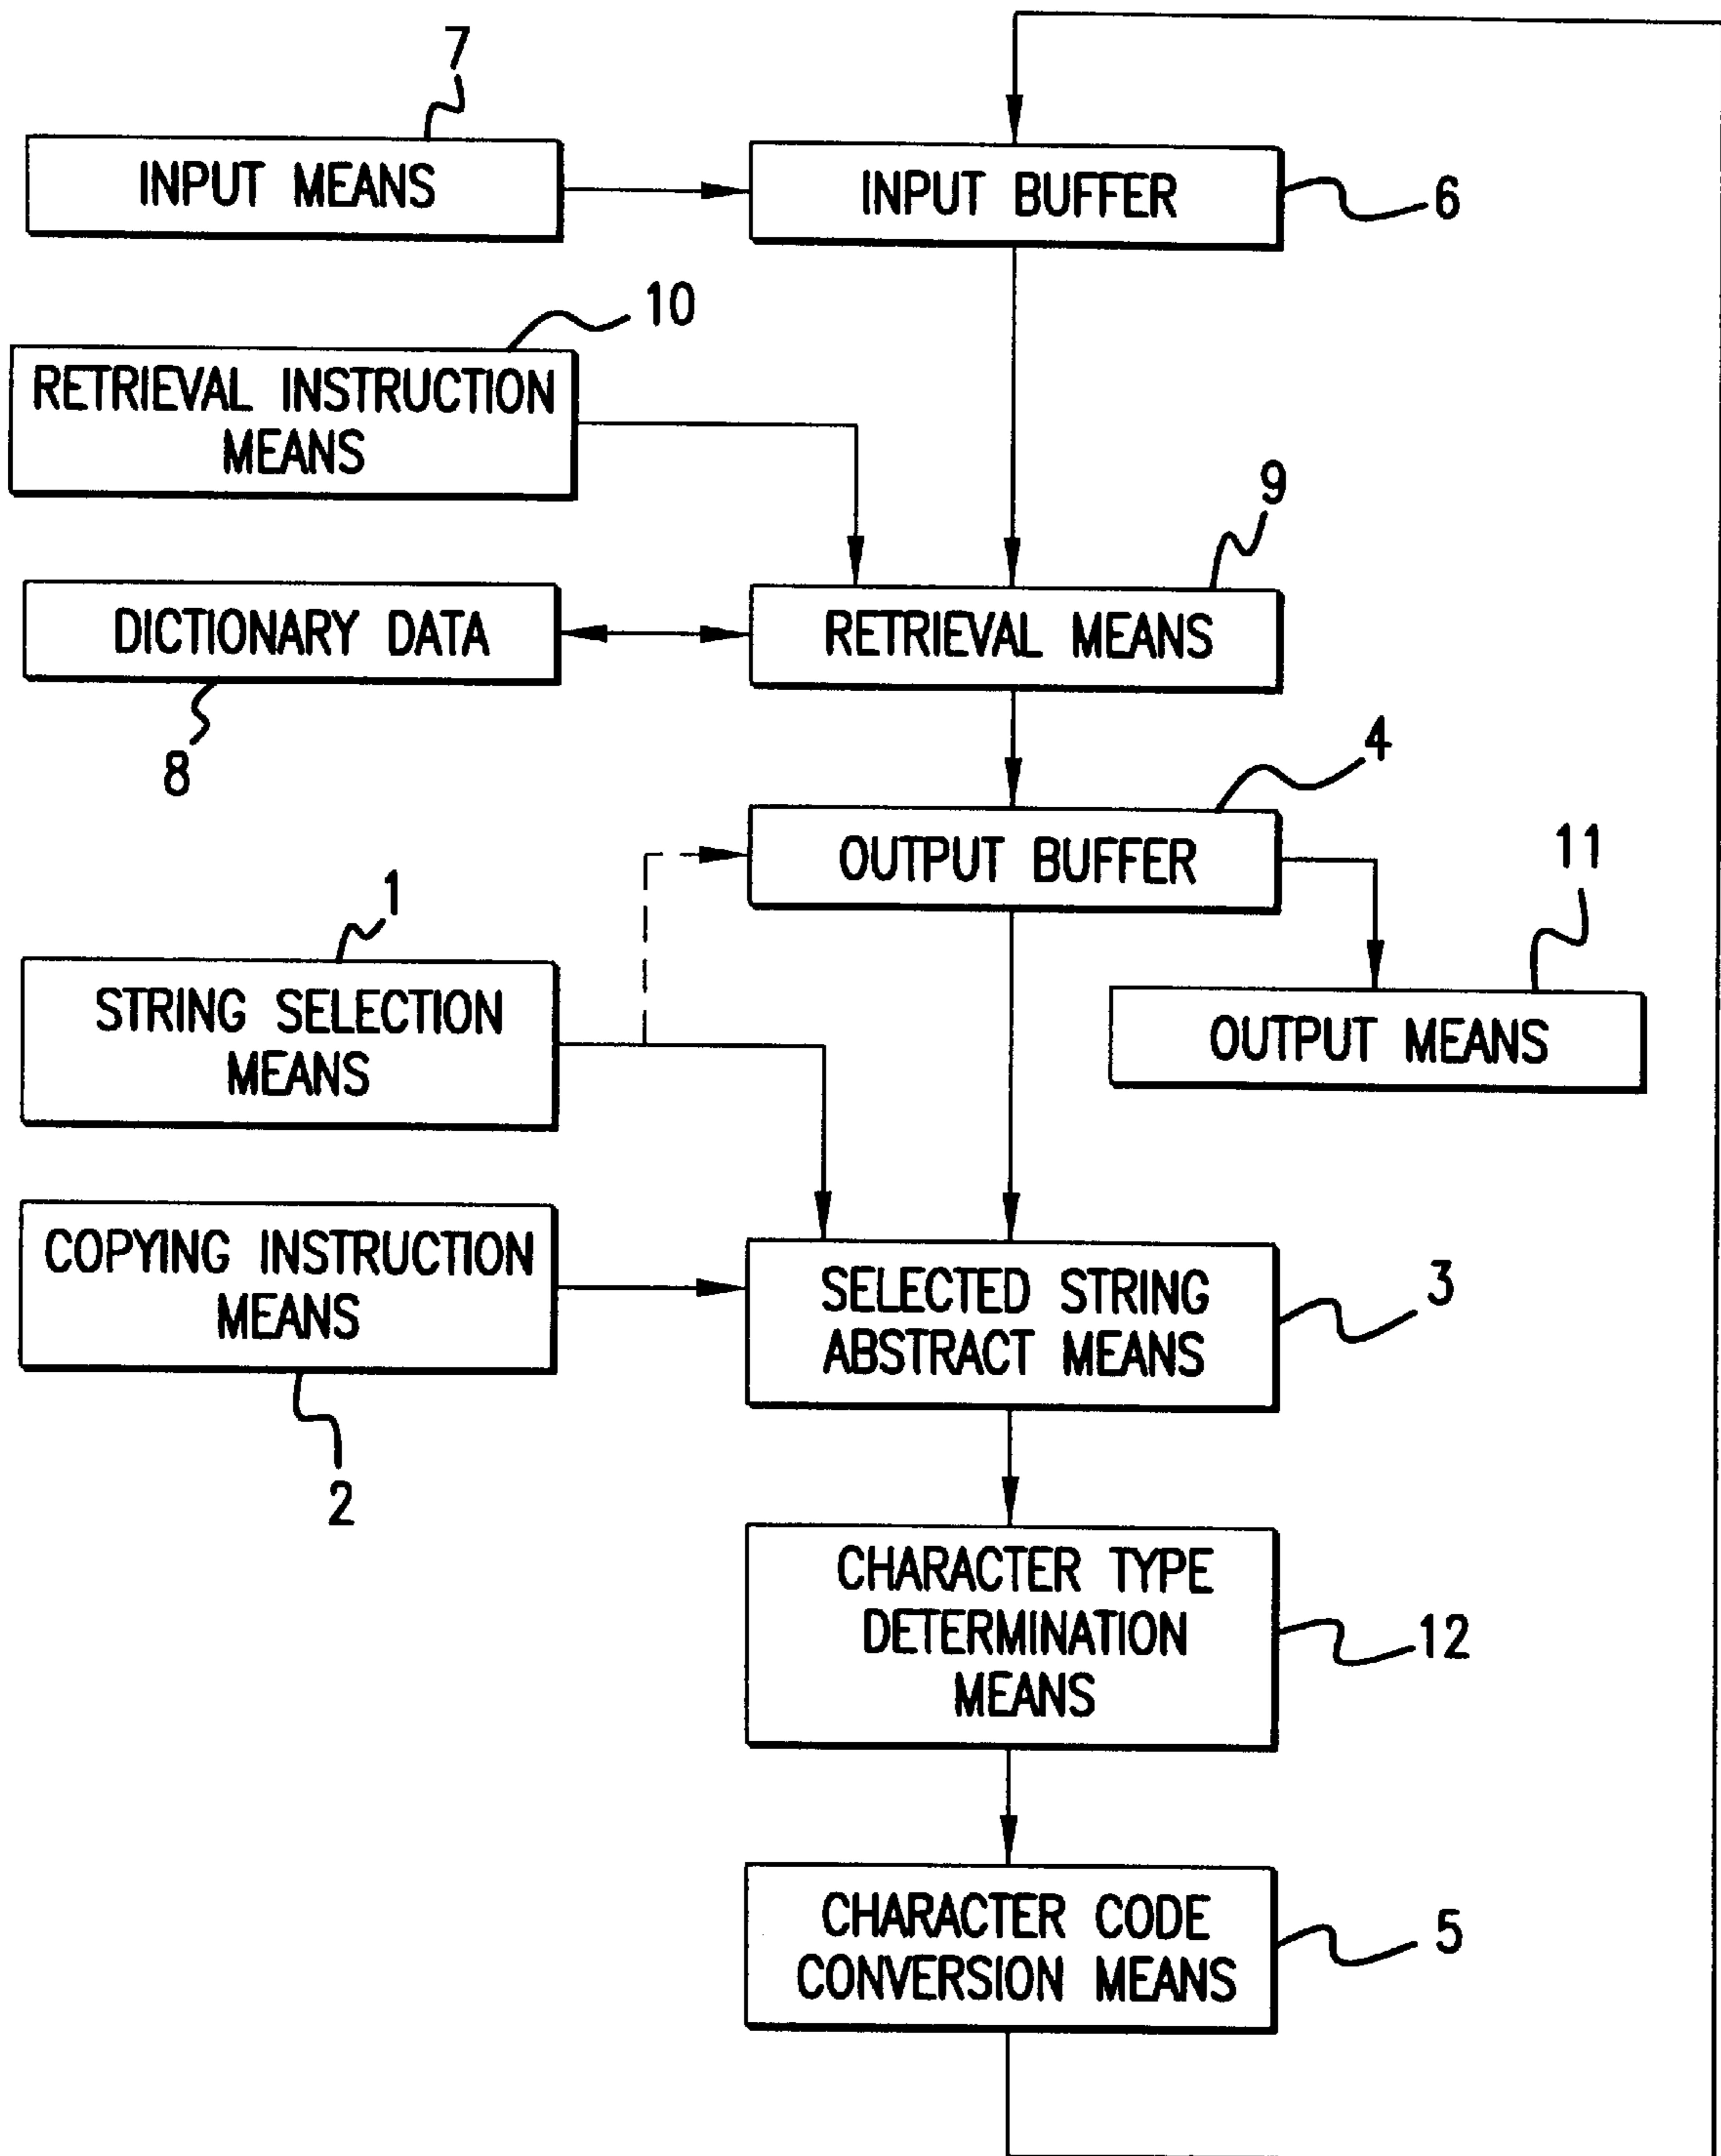 7
INPUT MEANS
INPUT BUFFER
6
10
RETRIEVAL INSTRUCTION
MEANS
9
DICTIONARY DATA
RETRIEVAL MEANS
8
4
OUTPUT BUFFER
11
1
STRING SELECTION
MEANS
OUTPUT MEANS
COPYING INSTRUCTION
MEANS
SELECTED STRING
ABSTRACT MEANS
3
2
CHARACTER TYPE
DETERMINATION
MEANS
12
CHARACTER CODE
CONVERSION MEANS
5